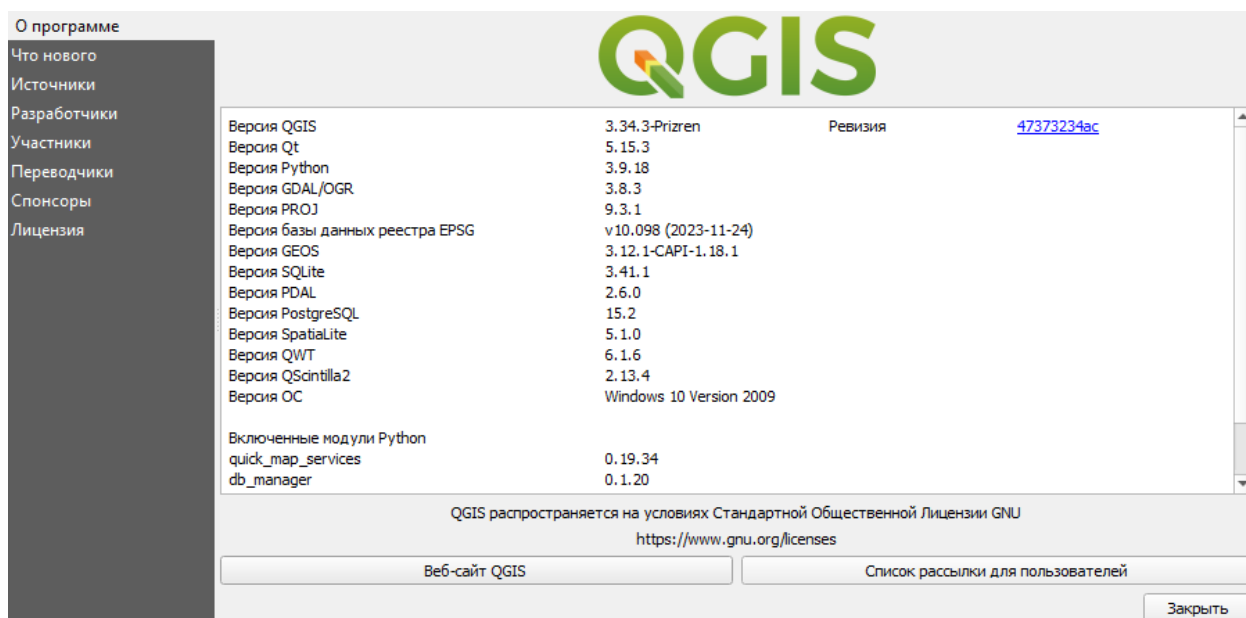 О программе
Что нового
Источники
Разработчики
Участники
Переводчики
Спонсоры
Лицензия
QGIS
Версия QGIS 3.34.3-Prizren Ревизия 47373234ac
Версия Qt 5.15.3
Версия Python 3.9.18
Версия GDAL/OGR 3.8.3
Версия PROJ 9.3.1
Версия базы данных реестра EPSG v10.098 (2023-11-24)
Версия GEOS 3.12.1-CAPI-1.18.1
Версия SQLite 3.41.1
Версия PDAL 2.6.0
Версия PostgreSQL 15.2
Версия SpatiaLite 5.1.0
Версия QWT 6.1.6
Версия QScintilla2 2.13.4
Версия ОС Windows 10 Version 2009
Включенные модули Python
quick_map_services 0.19.34
db_manager 0.1.20
QGIS распространяется на условиях Стандартной Общественной Лицензии GNU
https://www.gnu.org/licenses
Веб-сайт QGIS Список рассылки для пользователей
Закрыть